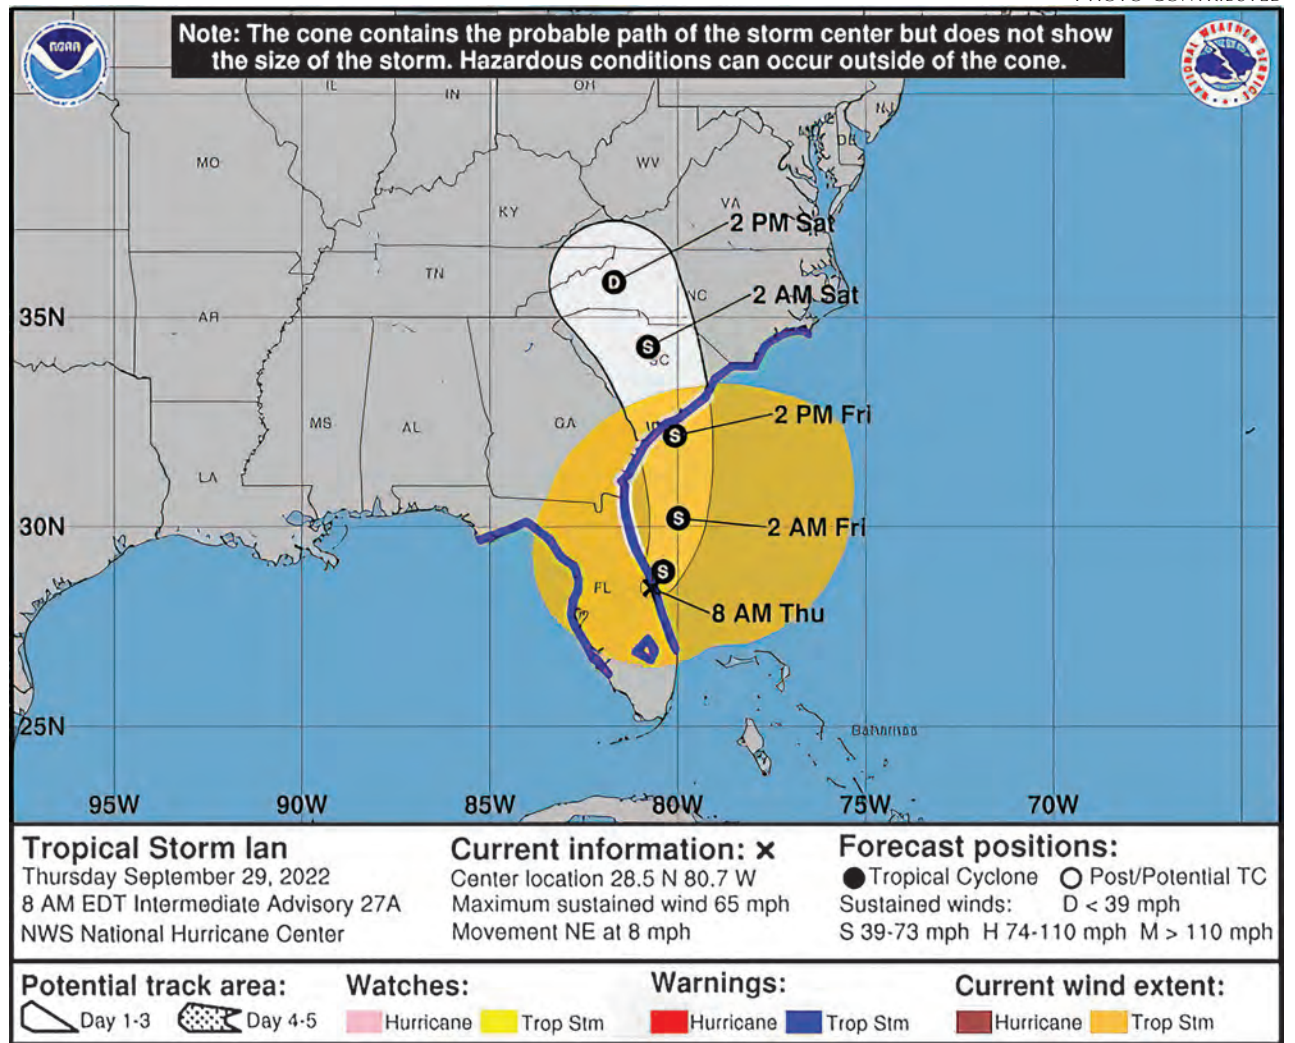 PHOTO CONTRIBUTED
Note: The cone contains the probable path of the storm center but does not show
the size of the storm. Hazardous conditions can occur outside of the cone.
NOAA
NATIONAL WEATHER SERVICE
IL
IN
OH
NJ
DE
MO
WV
KY
VA
2 PM Sat
TN
D
NC
2 AM Sat
35N
AR
S
SC
MS
AL
GA
2 PM Fri
S
LA
30N
S
2 AM Fri
S
FL
8 AM Thu
25N
Bahamas
95W 90W 85W 80W 75W 70W
Tropical Storm Ian
Thursday September 29, 2022
8 AM EDT Intermediate Advisory 27A
NWS National Hurricane Center
Current information: x
Center location 28.5 N 80.7 W
Maximum sustained wind 65 mph
Movement NE at 8 mph
Forecast positions:
Tropical Cyclone Post/Potential TC
Sustained winds: D < 39 mph
S 39-73 mph H 74-110 mph M > 110 mph
Potential track area:
Day 1-3 Day 4-5
Watches:
Hurricane Trop Stm
Warnings:
Hurricane Trop Stm
Current wind extent:
Hurricane Trop Stm